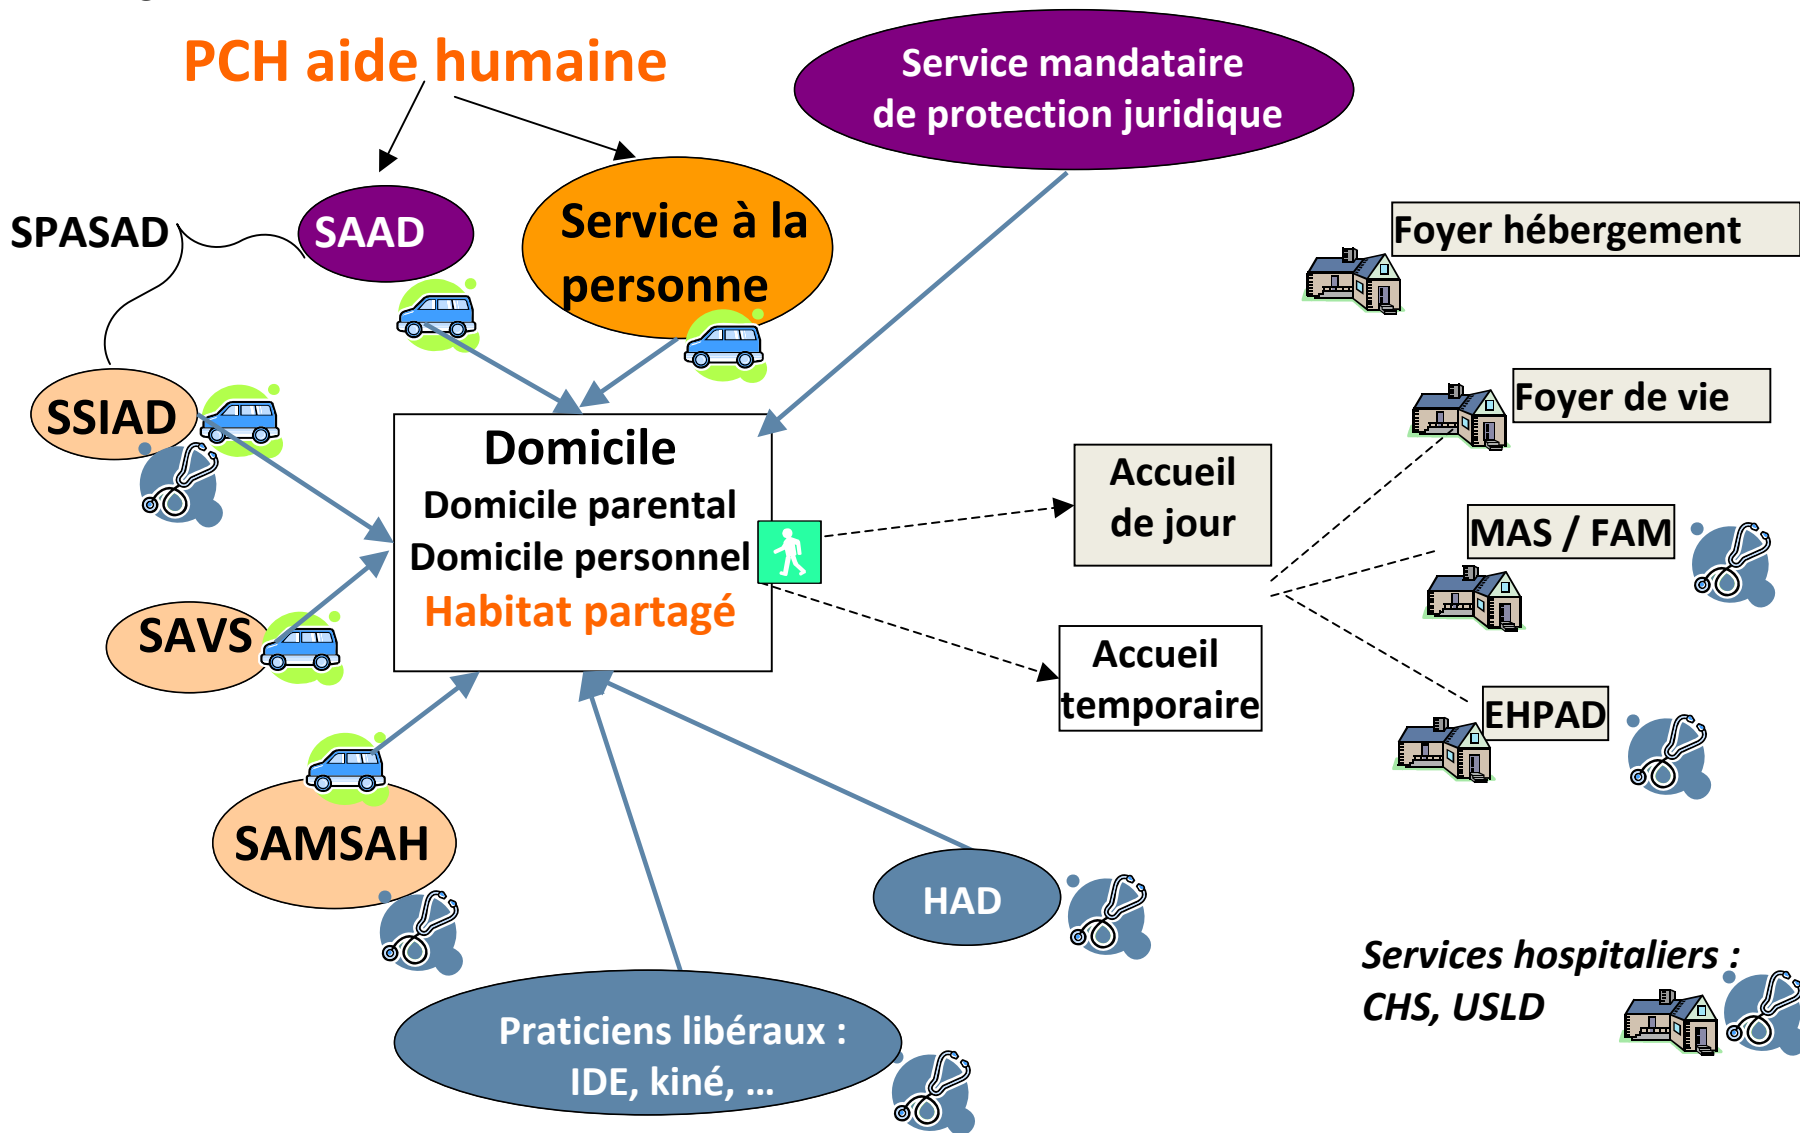 PCH aide humaine
Service mandataire
de protection juridique
SPASAD
SAAD
Service à la
personne
Foyer hébergement
SSIAD
Foyer de vie
Domicile
Domicile parental
Domicile personnel
Habitat partagé
Accueil
de jour
MAS / FAM
SAVS
Accueil
temporaire
EHPAD
SAMSAH
HAD
Services hospitaliers :
CHS, USLD
Praticiens libéraux :
IDE, kiné, ...